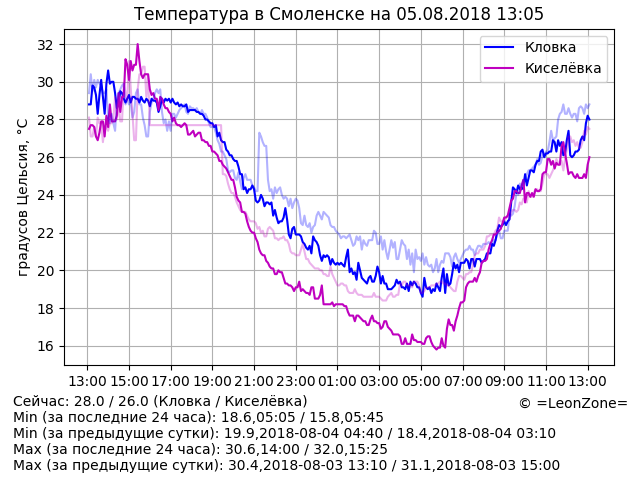 Температура в Смоленске на 05.08.2018 13:05
градусов Цельсия, °C
32
30
28
26
24
22
20
18
16
Кловка
Киселёвка
13:00 15:00 17:00 19:00 21:00 23:00 01:00 03:00 05:00 07:00 09:00 11:00 13:00
Сейчас: 28.0 / 26.0 (Кловка / Киселёвка)
© =LeonZone=
Min (за последние 24 часа): 18.6,05:05 / 15.8,05:45
Min (за предыдущие сутки): 19.9,2018-08-04 04:40 / 18.4,2018-08-04 03:10
Max (за последние 24 часа): 30.6,14:00 / 32.0,15:25
Max (за предыдущие сутки): 30.4,2018-08-03 13:10 / 31.1,2018-08-03 15:00